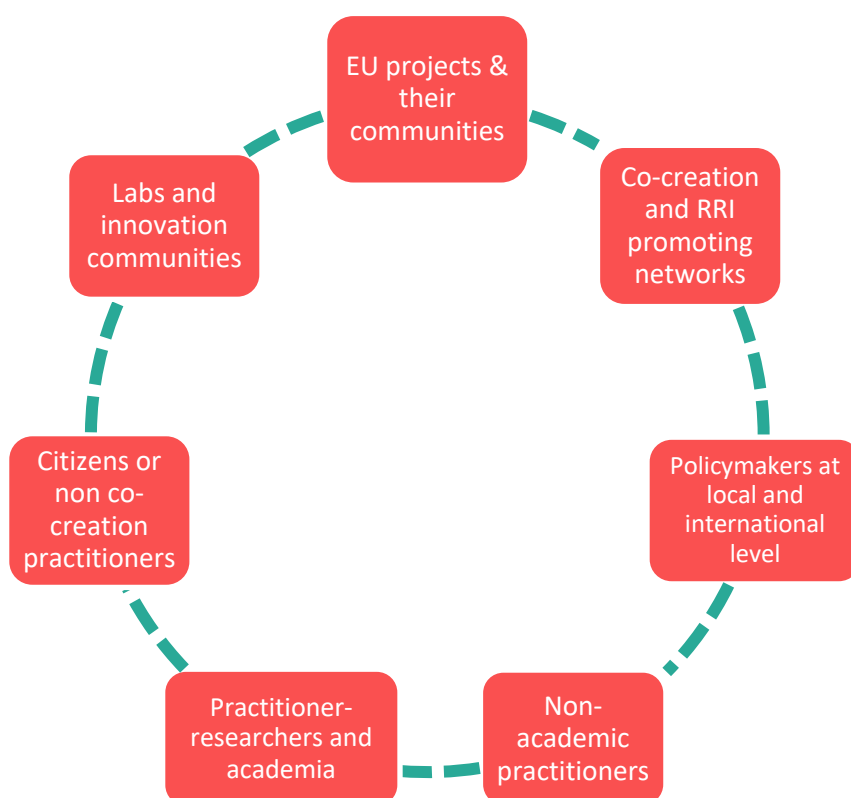 EU projects &
their
communities
Co-creation
and RRI
promoting
networks
Policymakers at
local and
international
level
Non-
academic
practitioners
Practitioner-
researchers and
academia
Citizens or
non co-
creation
practitioners
Labs and
innovation
communities